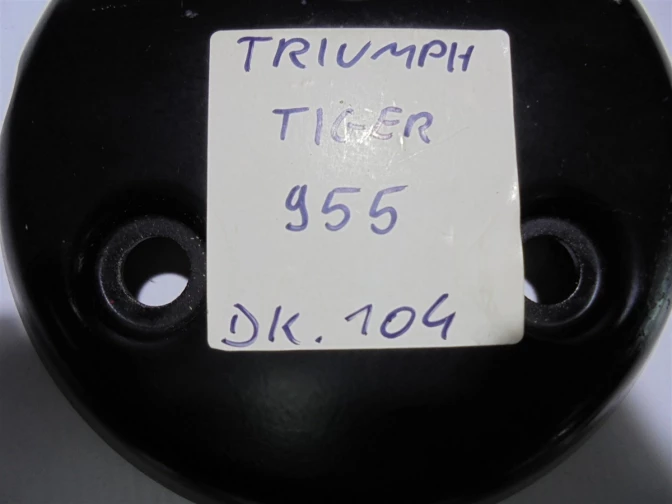 TRIUMPH
TIGER
955
DK. 104